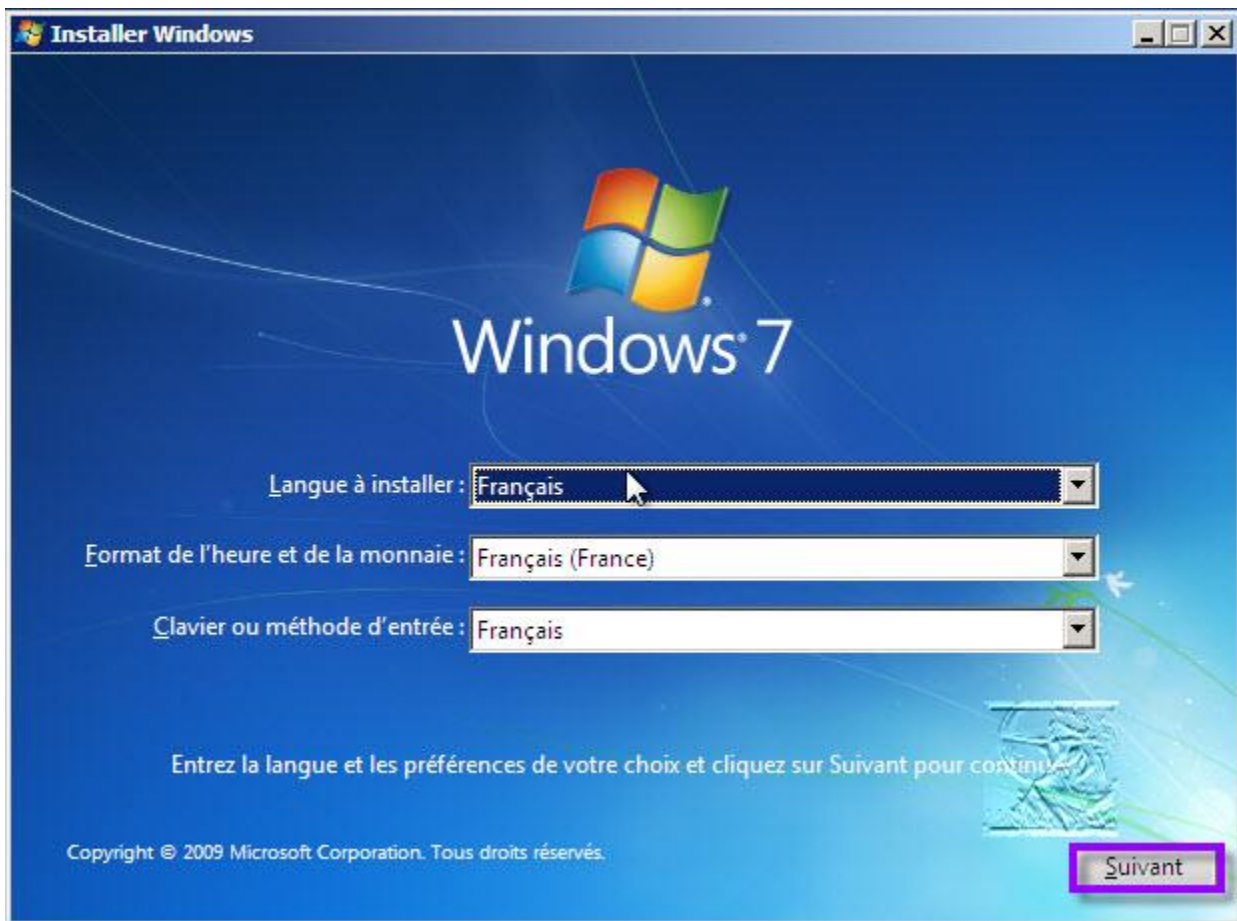 Installer Windows
Windows® 7
Langue à installer : Français
Format de l'heure et de la monnaie : Français (France)
Clavier ou méthode d'entrée : Français
Entrez la langue et les préférences de votre choix et cliquez sur Suivant pour continuer
Copyright © 2009 Microsoft Corporation. Tous droits réservés.
Suivant